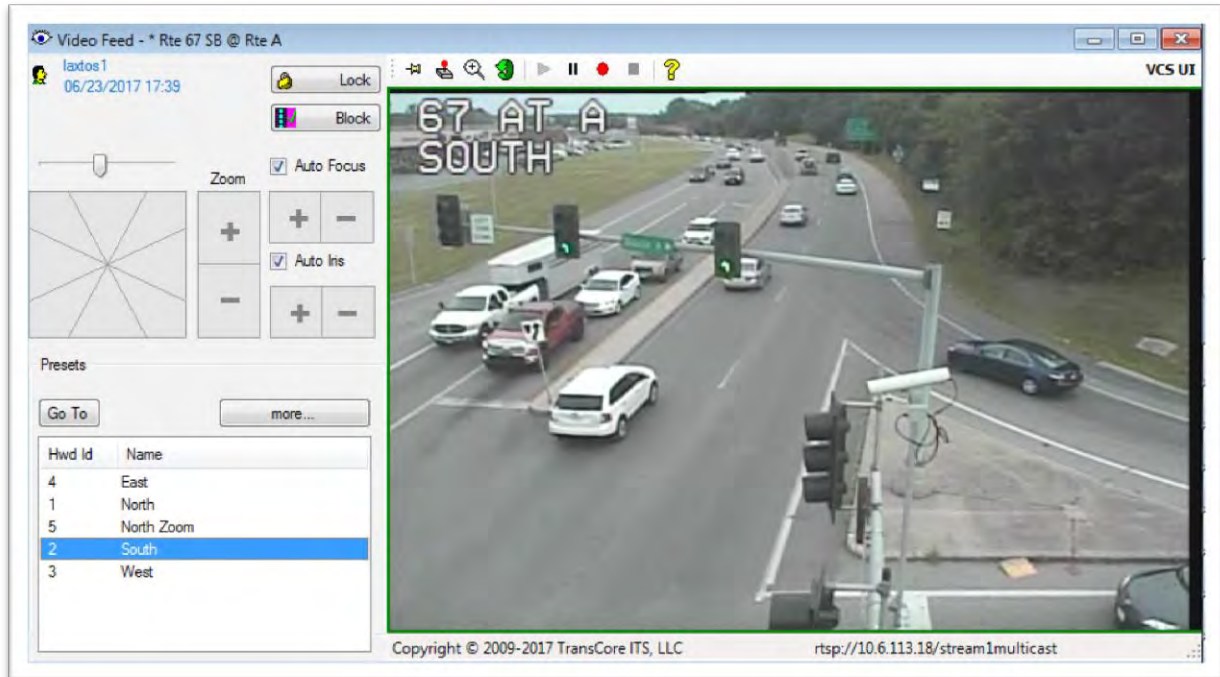 Video Feed - * Rte 67 SB @ Rte A
laxtos1
06/23/2017 17:39
Lock
Block
Zoom
Auto Focus
Auto Iris
Presets
Go To
more...
Hwd Id Name
4 East
1 North
5 North Zoom
2 South
3 West
VCS UI
67 AT A
SOUTH
Copyright © 2009-2017 TransCore ITS, LLC
rtsp://10.6.113.18/stream1multicast